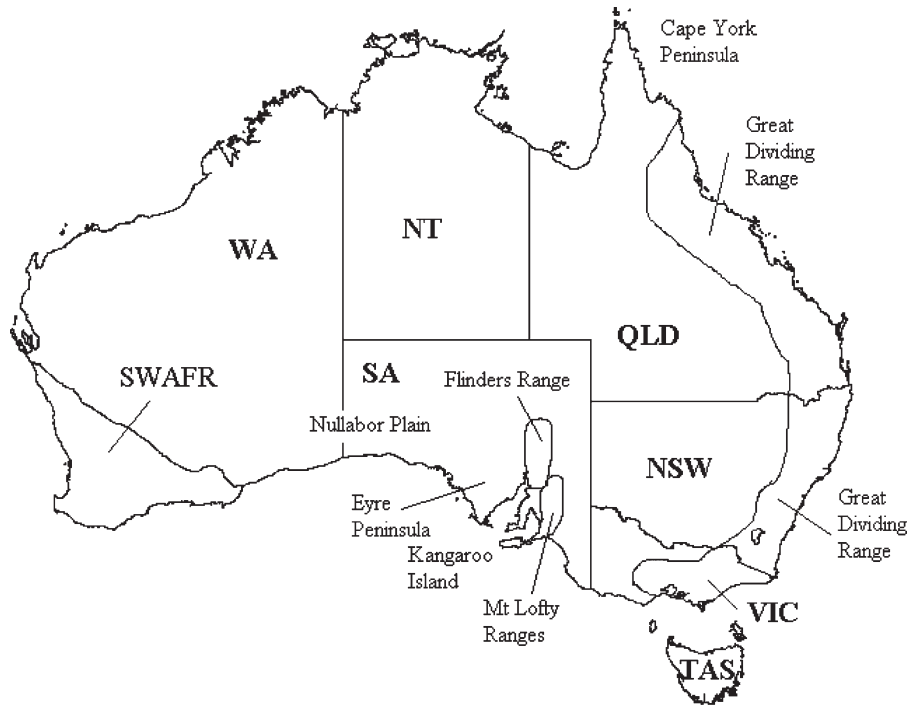 Cape York
Peninsula
Great
Dividing
Range
NT
WA
QLD
SWAFR
SA
Flinders Range
Nullabor Plain
NSW
Eyre
Peninsula
Great
Dividing
Range
Kangaroo
Island
Mt Lofty
Ranges
VIC
TAS